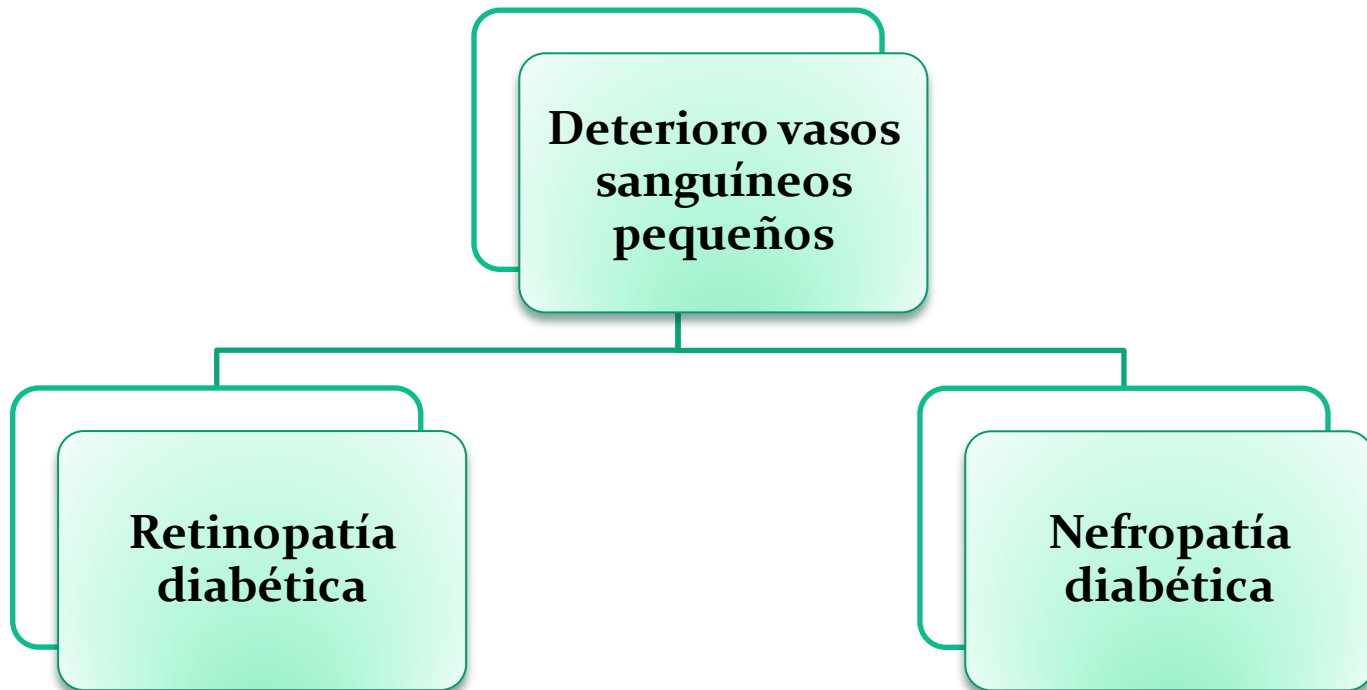 Deterioro vasos
sanguíneos
pequeños
Retinopatía
diabética
Nefropatía
diabética